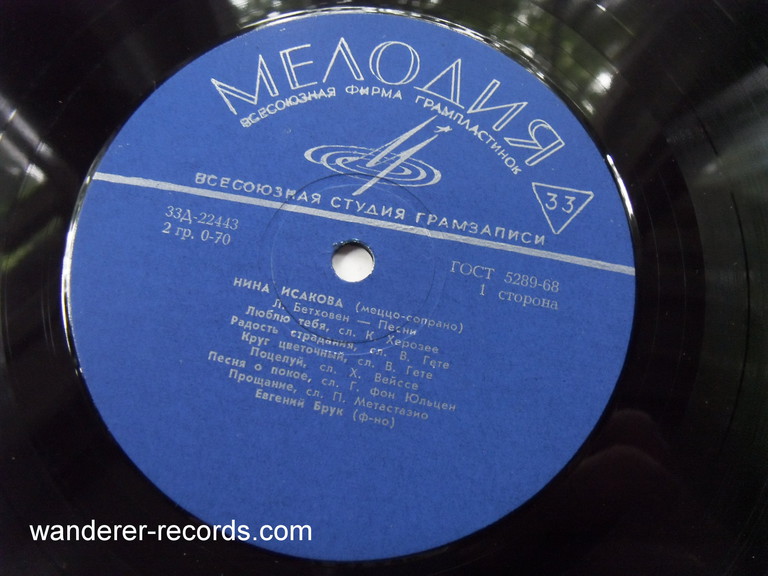 МЕЛОДИЯ
ВСЕСОЮЗНАЯ ФИРМА ГРАМПЛАСТИНОК
33
ВСЕСОЮЗНАЯ СТУДИЯ ГРАМЗАПИСИ
33Д-22443
2 гр. 0-70
ГОСТ 5289-68
1 сторона
НИНА ИСАКОВА (меццо-сопрано)
Л. Бетховен — Песни
Люблю тебя, сл. К. Херозее
Радость страдания, сл. В. Гете
Круг цветочный, сл. В. Гете
Поцелуй, сл. Х. Вейссе
Песня о покое, сл. Г. фон Юльцен
Прощание, сл. П. Метастазио
Евгений Брук (ф-но)
wanderer-records.com